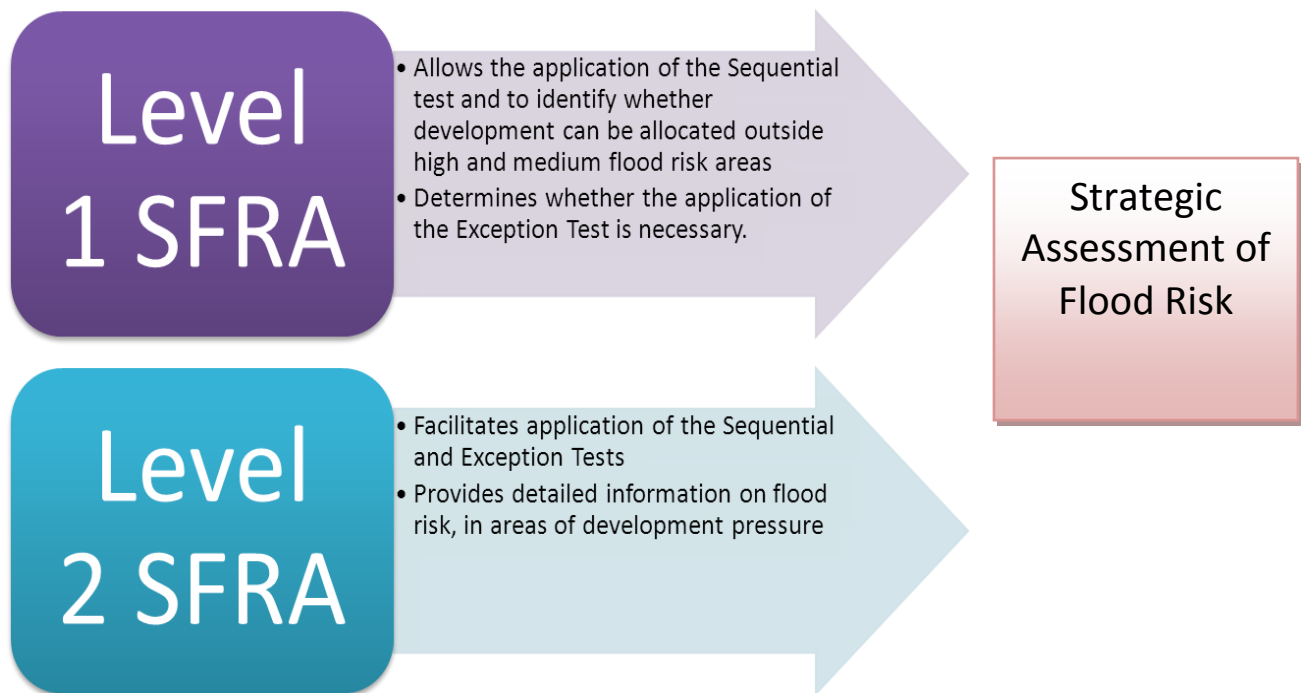 Level
1 SFRA
• Allows the application of the Sequential
test and to identify whether
development can be allocated outside
high and medium flood risk areas
• Determines whether the application of
the Exception Test is necessary.
Strategic
Assessment of
Flood Risk
Level
2 SFRA
• Facilitates application of the Sequential
and Exception Tests
• Provides detailed information on flood
risk, in areas of development pressure